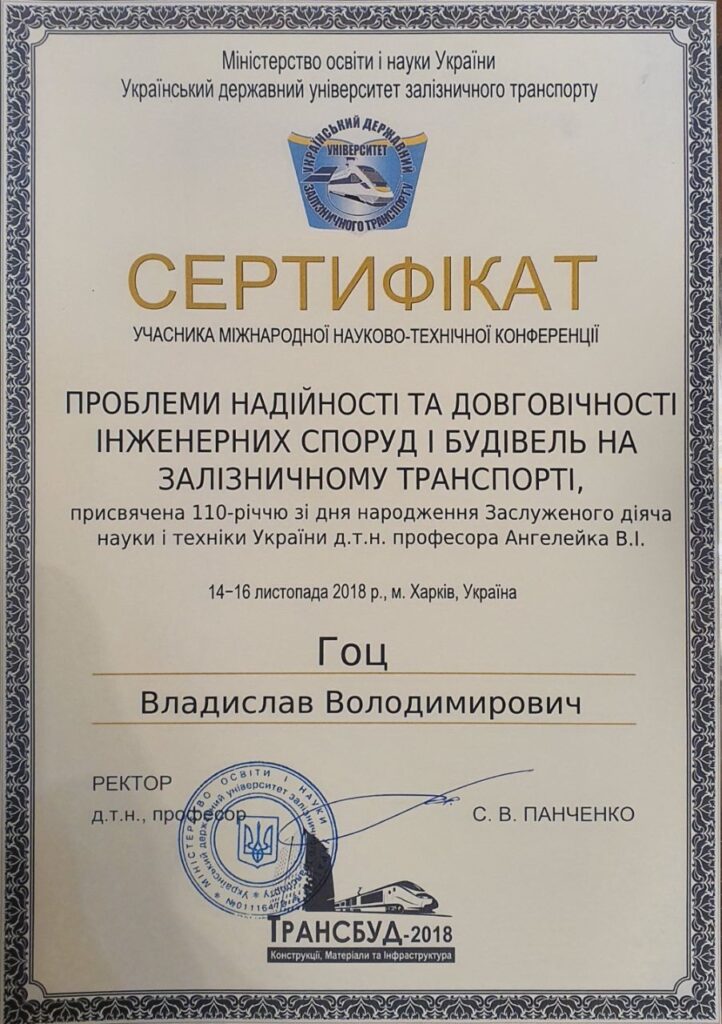 Міністерство освіти і науки України
Український державний університет залізничного транспорту
УКРАЇНСЬКИЙ ДЕРЖАВНИЙ
УНІВЕРСИТЕТ
ЗАЛІЗНИЧНОГО ТРАНСПОРТУ
СЕРТИФІКАТ
УЧАСНИКА МІЖНАРОДНОЇ НАУКОВО-ТЕХНІЧНОЇ КОНФЕРЕНЦІЇ
ПРОБЛЕМИ НАДІЙНОСТІ ТА ДОВГОВІЧНОСТІ
ІНЖЕНЕРНИХ СПОРУД І БУДІВЕЛЬ НА
ЗАЛІЗНИЧНОМУ ТРАНСПОРТІ,
присвячена 110-річчю зі дня народження Заслуженого діяча
науки і техніки України д.т.н. професора Ангелейка В.І.
14–16 листопада 2018 р., м. Харків, Україна
Гоц
Владислав Володимирович
РЕКТОР
д.т.н., професор
С. В. ПАНЧЕНКО
МІНІСТЕРСТВО ОСВІТИ І НАУКИ
Український державний університет
ТРАНСБУД-2018
Конструкції, Матеріали та Інфраструктура